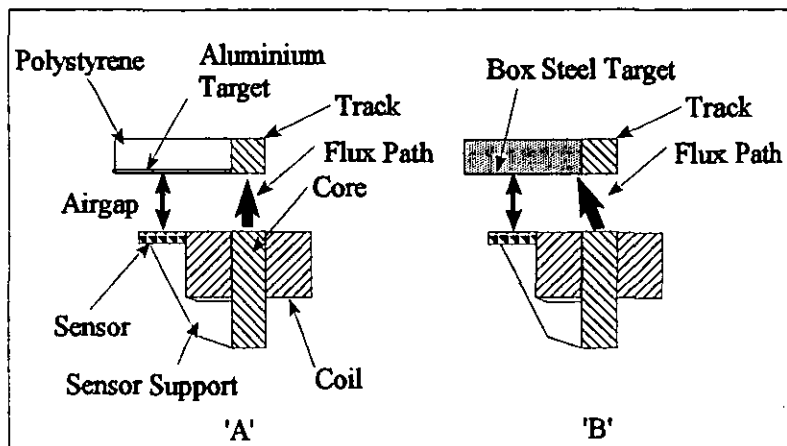 Polystyrene
Aluminium
Target
Track
Flux Path
Core
Airgap
Sensor
Sensor Support
Coil
'A'
Box Steel Target
Track
Flux Path
'B'